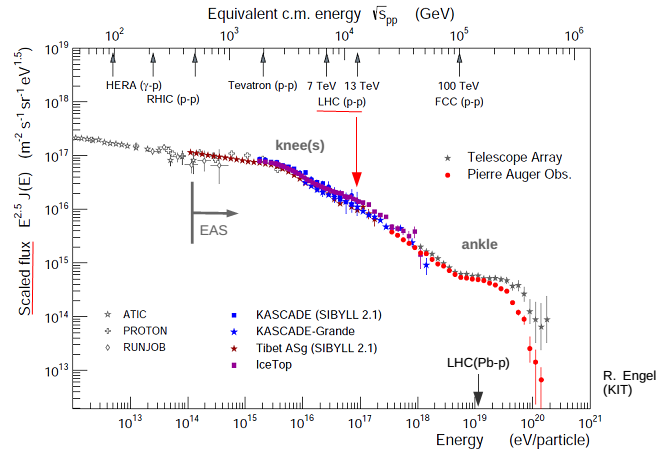 Equivalent c.m. energy √s_pp (GeV)
10^2 10^3 10^4 10^5 10^6
HERA (γ-p)
RHIC (p-p)
Tevatron (p-p)
7 TeV 13 TeV
LHC (p-p)
100 TeV
FCC (p-p)
Scaled flux E^2.5 J(E) (m^-2 s^-1 sr^-1 eV^1.5)
10^19
10^18
10^17
10^16
10^15
10^14
10^13
knee(s)
Telescope Array
Pierre Auger Obs.
EAS
ankle
ATIC
PROTON
RUNJOB
KASCADE (SIBYLL 2.1)
KASCADE-Grande
Tibet ASg (SIBYLL 2.1)
IceTop
LHC(Pb-p)
R. Engel
(KIT)
10^13 10^14 10^15 10^16 10^17 10^18 10^19 10^20 10^21
Energy (eV/particle)